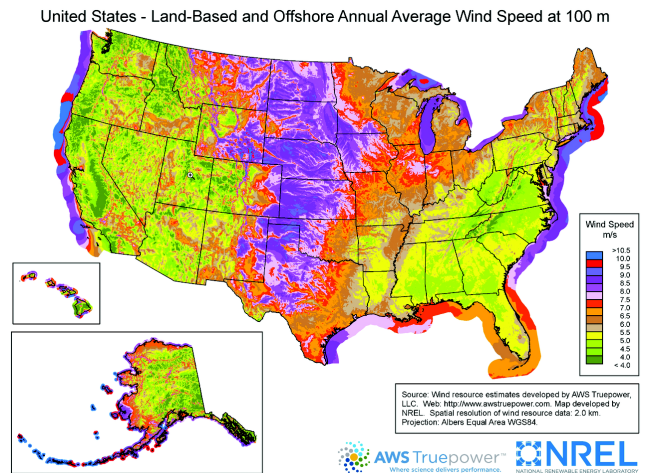 United States - Land-Based and Offshore Annual Average Wind Speed at 100 m
Wind Speed
m/s
>10.5
10.0
9.5
9.0
8.5
8.0
7.5
7.0
6.5
6.0
5.5
5.0
4.5
4.0
< 4.0
Source: Wind resource estimates developed by AWS Truepower,
LLC. Web: http://www.awstruepower.com. Map developed by
NREL. Spatial resolution of wind resource data: 2.0 km.
Projection: Albers Equal Area WGS84.
AWS Truepower™
Where science delivers performance.
NREL
NATIONAL RENEWABLE ENERGY LABORATORY